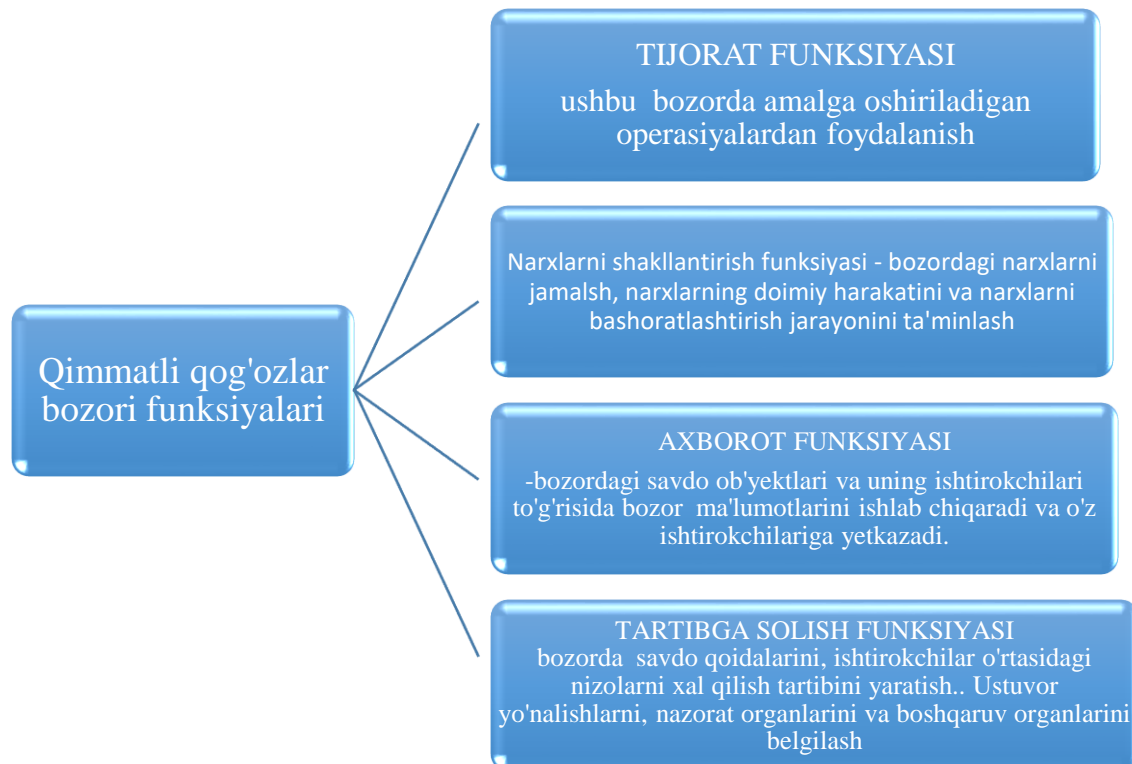 Qimmatli qog'ozlar
bozori funksiyalari
TIJORAT FUNKSIYASI
ushbu bozorda amalga oshiriladigan
operasiyalardan foydalanish
Narxlarni shakllantirish funksiyasi - bozordagi narxlarni
jamalsh, narxlarning doimiy harakatini va narxlarni
bashoratlashtirish jarayonini ta'minlash
AXBOROT FUNKSIYASI
-bozordagi savdo ob'yektlari va uning ishtirokchilari
to'g'risida bozor ma'lumotlarini ishlab chiqaradi va o'z
ishtirokchilariga yetkazadi.
TARTIBGA SOLISH FUNKSIYASI
bozorda savdo qoidalarini, ishtirokchilar o'rtasidagi
nizolarni xal qilish tartibini yaratish.. Ustuvor
yo'nalishlarni, nazorat organlarini va boshqaruv organlarini
belgilash